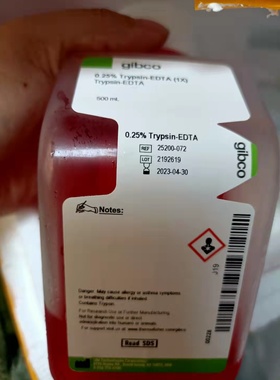 gibco
0.25% Trypsin-EDTA (1X)
Trypsin-EDTA
500 mL
0.25% Trypsin-EDTA
REF 25200-072
LOT 2192619
2023-04-30
gibco
Notes:
Danger. May cause allergy or asthma symptoms
or breathing difficulties if inhaled.
Contains Trypsin
For Research Use or Further Manufacturing.
Not for diagnostic use or direct
administration into humans or animals.
Read SDS
J19